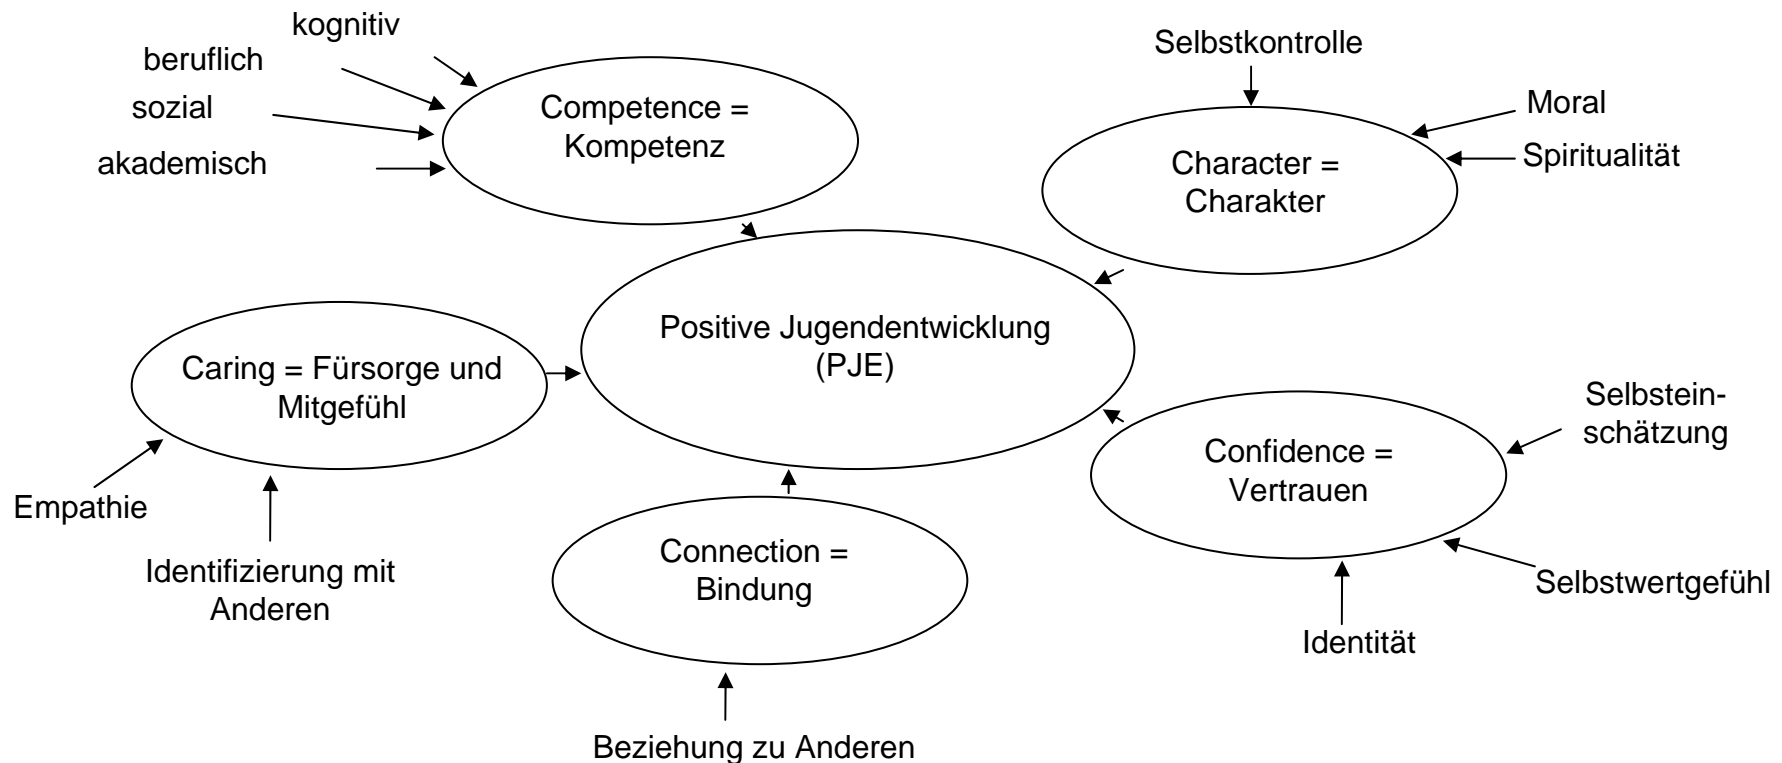 kognitiv
beruflich
sozial
akademisch
Competence =
Kompetenz
Selbstkontrolle
Moral
Spiritualität
Character =
Charakter
Positive Jugendentwicklung
(PJE)
Caring = Fürsorge und
Mitgefühl
Empathie
Identifizierung mit
Anderen
Connection =
Bindung
Beziehung zu Anderen
Confidence =
Vertrauen
Selbstein-
schätzung
Selbstwertgefühl
Identität